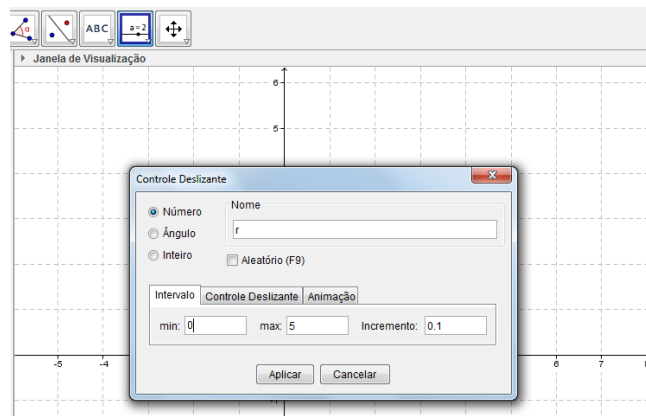 α ABC a=2
Janela de Visualização
6
5
Controle Deslizante
x
Número
Ângulo
Inteiro
Nome
r
Aleatório (F9)
Intervalo Controle Deslizante Animação
min: 0 max: 5 Incremento: 0.1
Aplicar Cancelar
-5 -4 6 7